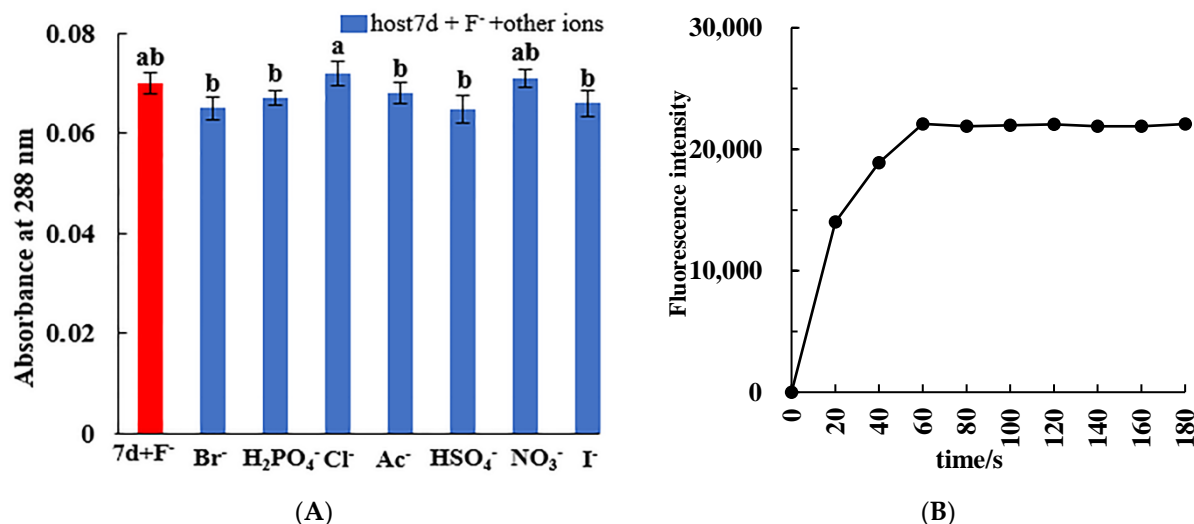 host7d + F⁻ +other ions
Absorbance at 288 nm
0.08
0.06
0.04
0.02
0
ab
b
b
a
b
b
ab
b
7d+F⁻ Br⁻ H₂PO₄⁻ Cl⁻ Ac⁻ HSO₄⁻ NO₃⁻ I⁻
(A)
Fluorescence intensity
30,000
20,000
10,000
0
0 20 40 60 80 100 120 140 160 180
time/s
(B)